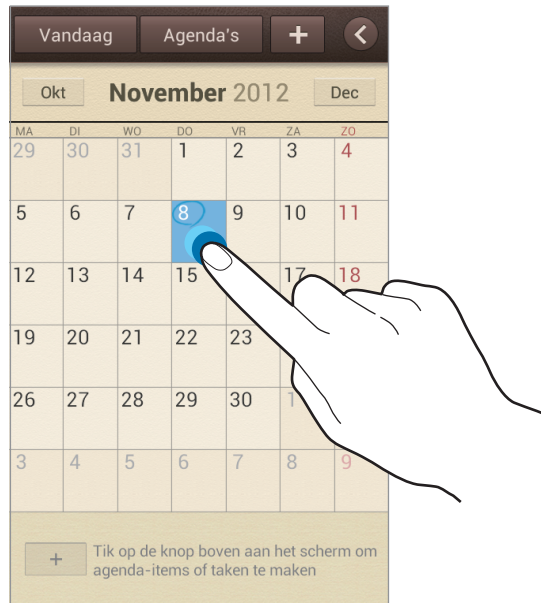 Vandaag Agenda's +
Okt November 2012 Dec
MA DI WO DO VR ZA ZO
29 30 31 1 2 3 4
5 6 7 8 9 10 11
12 13 14 15 17 18
19 20 21 22 23
26 27 28 29 30 1
3 4 5 6 7 8 9
+ Tik op de knop boven aan het scherm om
agenda-items of taken te maken